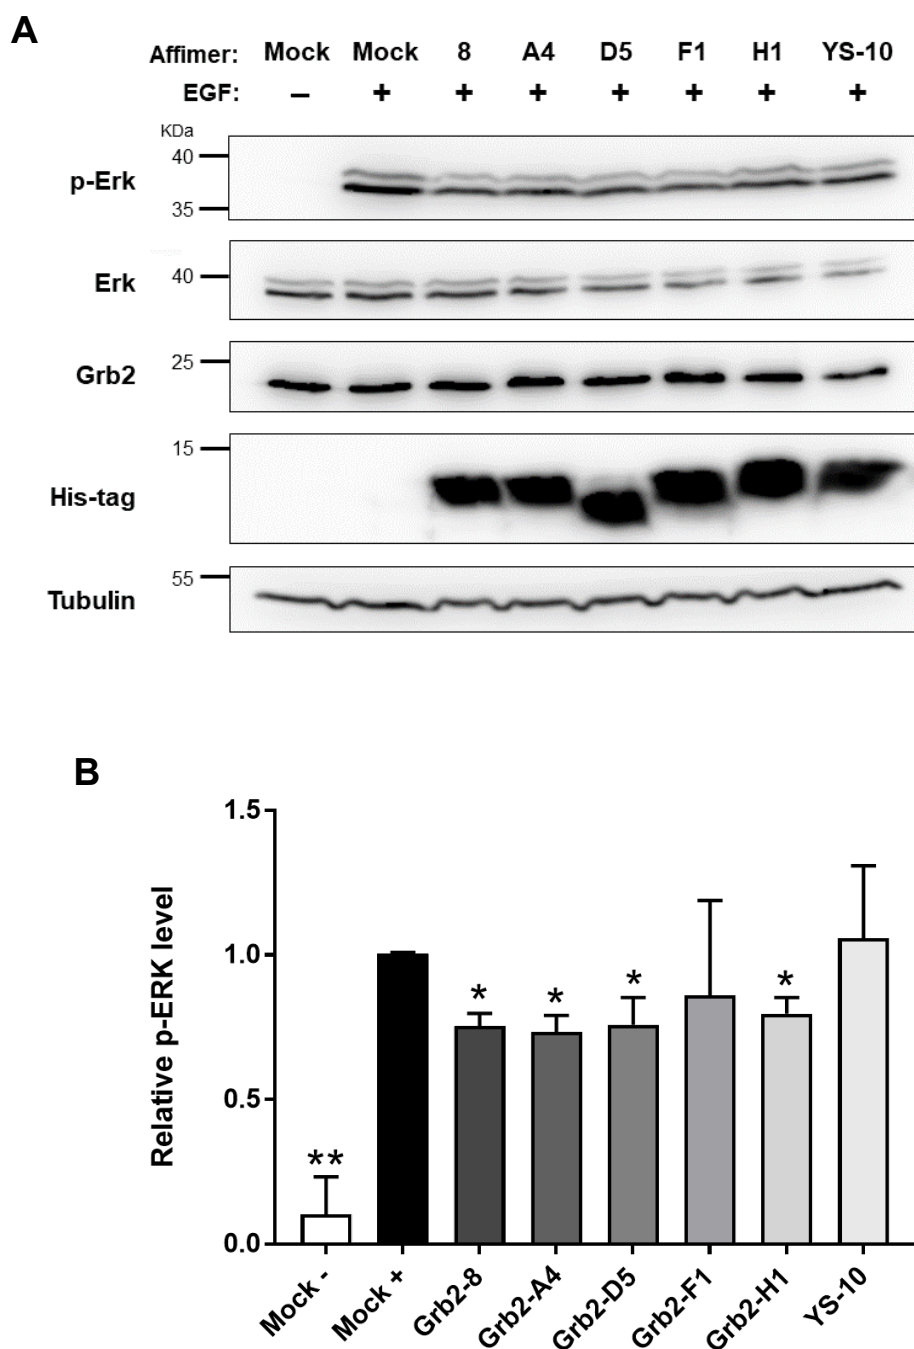 A
Affimer: Mock Mock 8 A4 D5 F1 H1 YS-10
EGF: – + + + + + + +
KDa
40
p-Erk
35
Erk
40
25
Grb2
15
His-tag
55
Tubulin
B
1.5
1.0
0.5
0.0
Relative p-ERK level
** * * * *
Mock - Mock + Grb2-8 Grb2-A4 Grb2-D5 Grb2-F1 Grb2-H1 YS-10